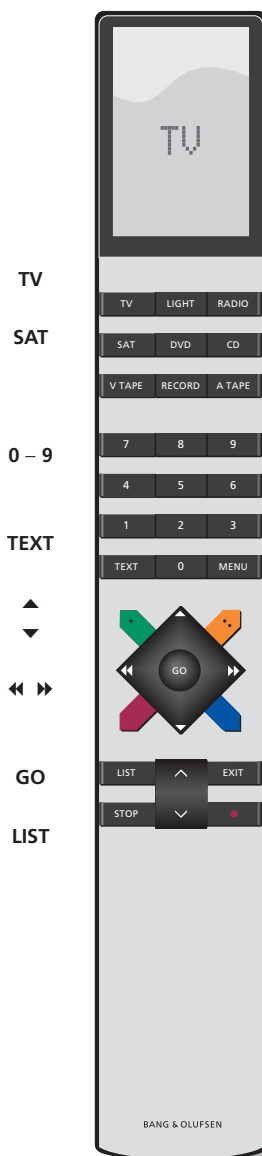 TV
TV
TV LIGHT RADIO
SAT
SAT DVD CD
V TAPE RECORD A TAPE
0 – 9
7 8 9
4 5 6
1 2 3
TEXT
TEXT 0 MENU
GO
GO
LIST EXIT
LIST
STOP
BANG & OLUFSEN